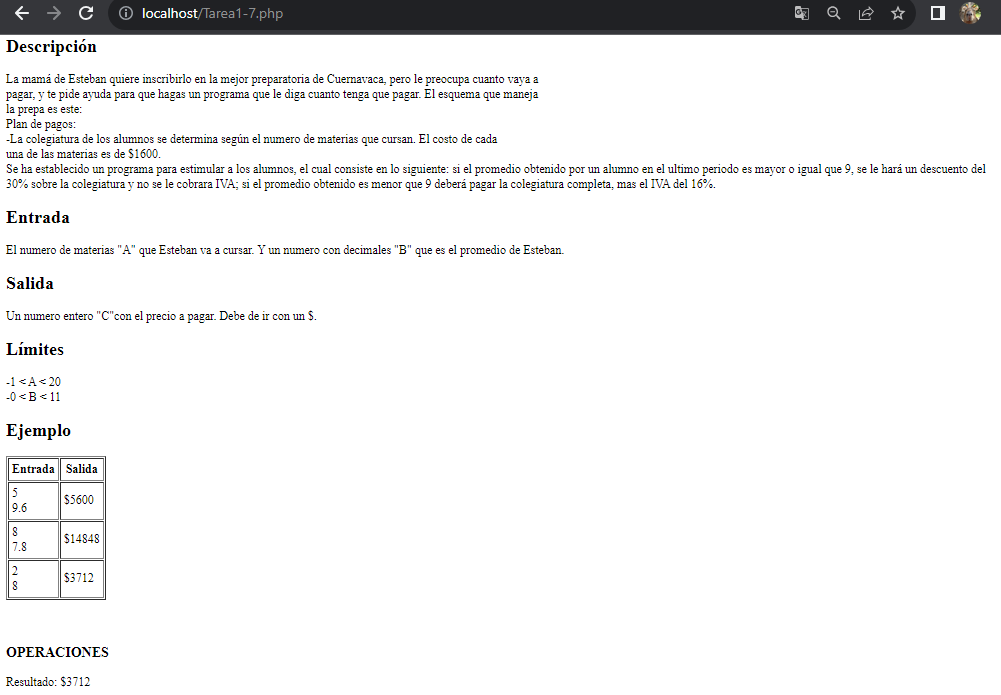 localhost/Tarea1-7.php
Descripción
La mamá de Esteban quiere inscribirlo en la mejor preparatoria de Cuernavaca, pero le preocupa cuanto vaya a
pagar, y te pide ayuda para que hagas un programa que le diga cuanto tenga que pagar. El esquema que maneja
la prepa es este:
Plan de pagos:
-La colegiatura de los alumnos se determina según el numero de materias que cursan. El costo de cada
una de las materias es de $1600.
Se ha establecido un programa para estimular a los alumnos, el cual consiste en lo siguiente: si el promedio obtenido por un alumno en el ultimo periodo es mayor o igual que 9, se le hará un descuento del
30% sobre la colegiatura y no se le cobrara IVA; si el promedio obtenido es menor que 9 deberá pagar la colegiatura completa, mas el IVA del 16%.
Entrada
El numero de materias "A" que Esteban va a cursar. Y un numero con decimales "B" que es el promedio de Esteban.
Salida
Un numero entero "C"con el precio a pagar. Debe de ir con un $.
Límites
-1 < A < 20
-0 < B < 11
Ejemplo
Entrada Salida
5
9.6
$5600
8
7.8
$14848
2
8
$3712
OPERACIONES
Resultado: $3712